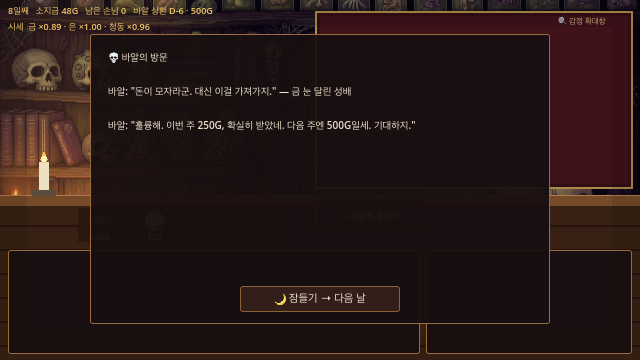 8일째 소지금 48G 남은 손님 0 바알 상환 D-6 · 500G
시세 금 ×0.89 · 은 ×1.00 · 청동 ×0.96
🔍 감정 확대창
💀 바알의 방문
바알: "돈이 모자라군. 대신 이걸 가져가지." — 금 눈 달린 성배
바알: "훌륭해. 이번 주 250G, 확실히 받았네. 다음 주엔 500G일세. 기대하지."
🌙 잠들기 → 다음 날